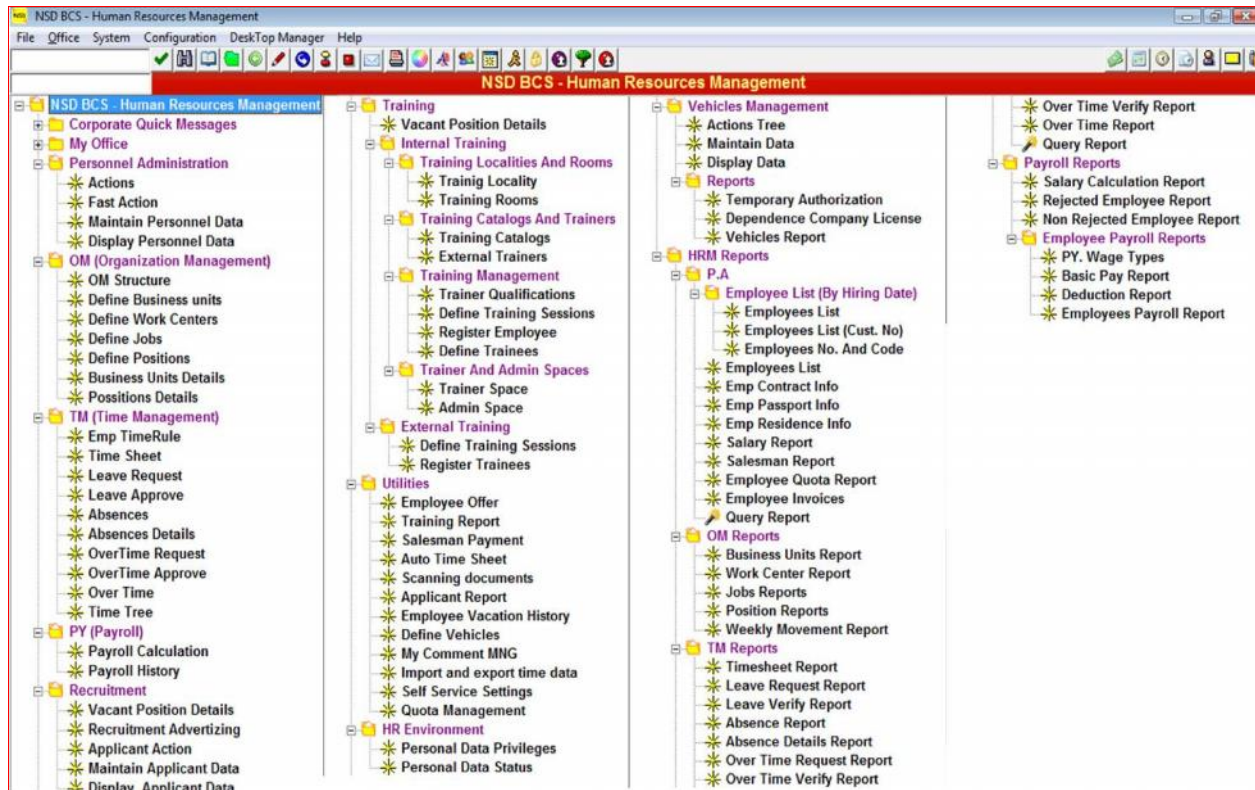 NSD BCS - Human Resources Management
File Office System Configuration DeskTop Manager Help
NSD BCS - Human Resources Management
NSD BCS - Human Resources Management
Corporate Quick Messages
My Office
Personnel Administration
Actions
Fast Action
Maintain Personnel Data
Display Personnel Data
OM (Organization Management)
OM Structure
Define Business units
Define Work Centers
Define Jobs
Define Positions
Business Units Details
Possitions Details
TM (Time Management)
Emp TimeRule
Time Sheet
Leave Request
Leave Approve
Absences
Absences Details
OverTime Request
OverTime Approve
Over Time
Time Tree
PY (Payroll)
Payroll Calculation
Payroll History
Recruitment
Vacant Position Details
Recruitment Advertizing
Applicant Action
Maintain Applicant Data
Display Applicant Data
Training
Vacant Position Details
Internal Training
Training Localities And Rooms
Trainig Locality
Training Rooms
Training Catalogs And Trainers
Training Catalogs
External Trainers
Training Management
Trainer Qualifications
Define Training Sessions
Register Employee
Define Trainees
Trainer And Admin Spaces
Trainer Space
Admin Space
External Training
Define Training Sessions
Register Trainees
Utilities
Employee Offer
Training Report
Salesman Payment
Auto Time Sheet
Scanning documents
Applicant Report
Employee Vacation History
Define Vehicles
My Comment MNG
Import and export time data
Self Service Settings
Quota Management
HR Environment
Personal Data Privileges
Personal Data Status
Vehicles Management
Actions Tree
Maintain Data
Display Data
Reports
Temporary Authorization
Dependence Company License
Vehicles Report
HRM Reports
P.A
Employee List (By Hiring Date)
Employees List
Employees List (Cust. No)
Employees No. And Code
Employees List
Emp Contract Info
Emp Passport Info
Emp Residence Info
Salary Report
Salesman Report
Employee Quota Report
Employee Invoices
Query Report
OM Reports
Business Units Report
Work Center Report
Jobs Reports
Position Reports
Weekly Movement Report
TM Reports
Timesheet Report
Leave Request Report
Leave Verify Report
Absence Report
Absence Details Report
Over Time Request Report
Over Time Verify Report
Over Time Verify Report
Over Time Report
Query Report
Payroll Reports
Salary Calculation Report
Rejected Employee Report
Non Rejected Employee Report
Employee Payroll Reports
PY. Wage Types
Basic Pay Report
Deduction Report
Employees Payroll Report